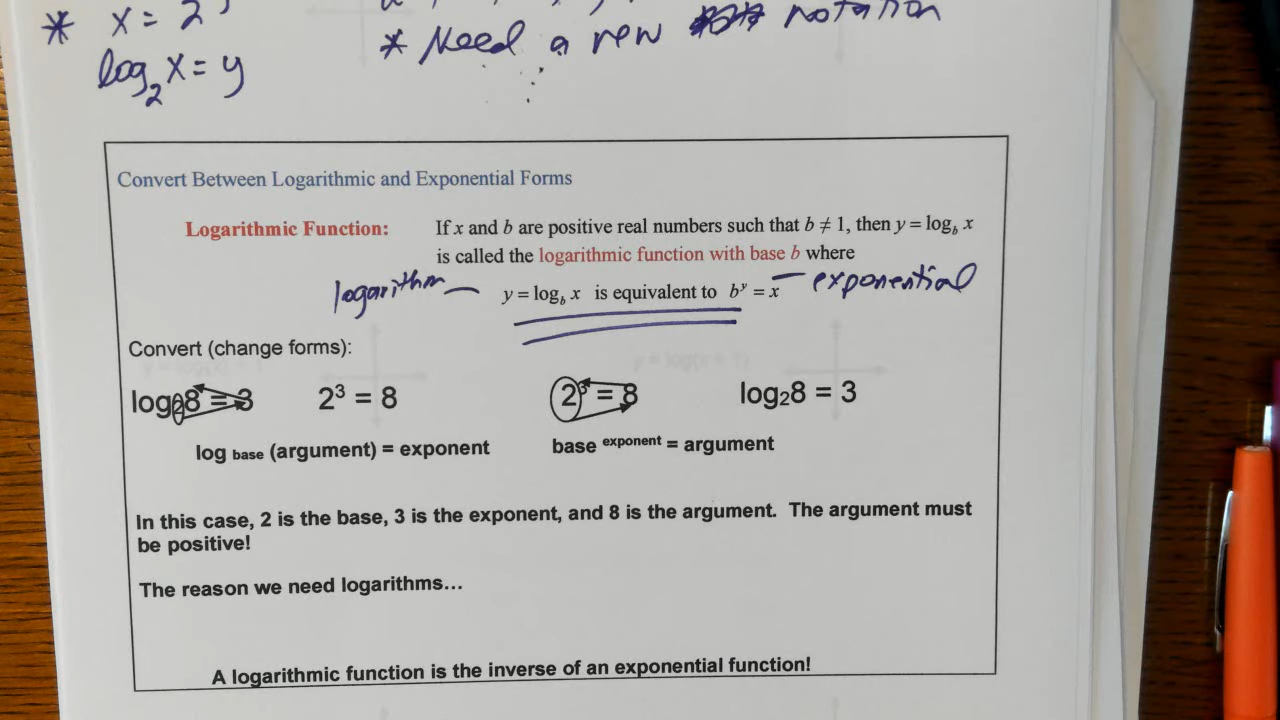 * x = 2
* Need a new notation
log₂x = y
Convert Between Logarithmic and Exponential Forms
Logarithmic Function: If x and b are positive real numbers such that b ≠ 1, then y = log_b x
is called the logarithmic function with base b where
logarithm — y = log_b x is equivalent to b^y = x — exponential
Convert (change forms):
log₂8 = 3 2³ = 8 2³ = 8 log₂8 = 3
log base (argument) = exponent base exponent = argument
In this case, 2 is the base, 3 is the exponent, and 8 is the argument. The argument must
be positive!
The reason we need logarithms...
A logarithmic function is the inverse of an exponential function!